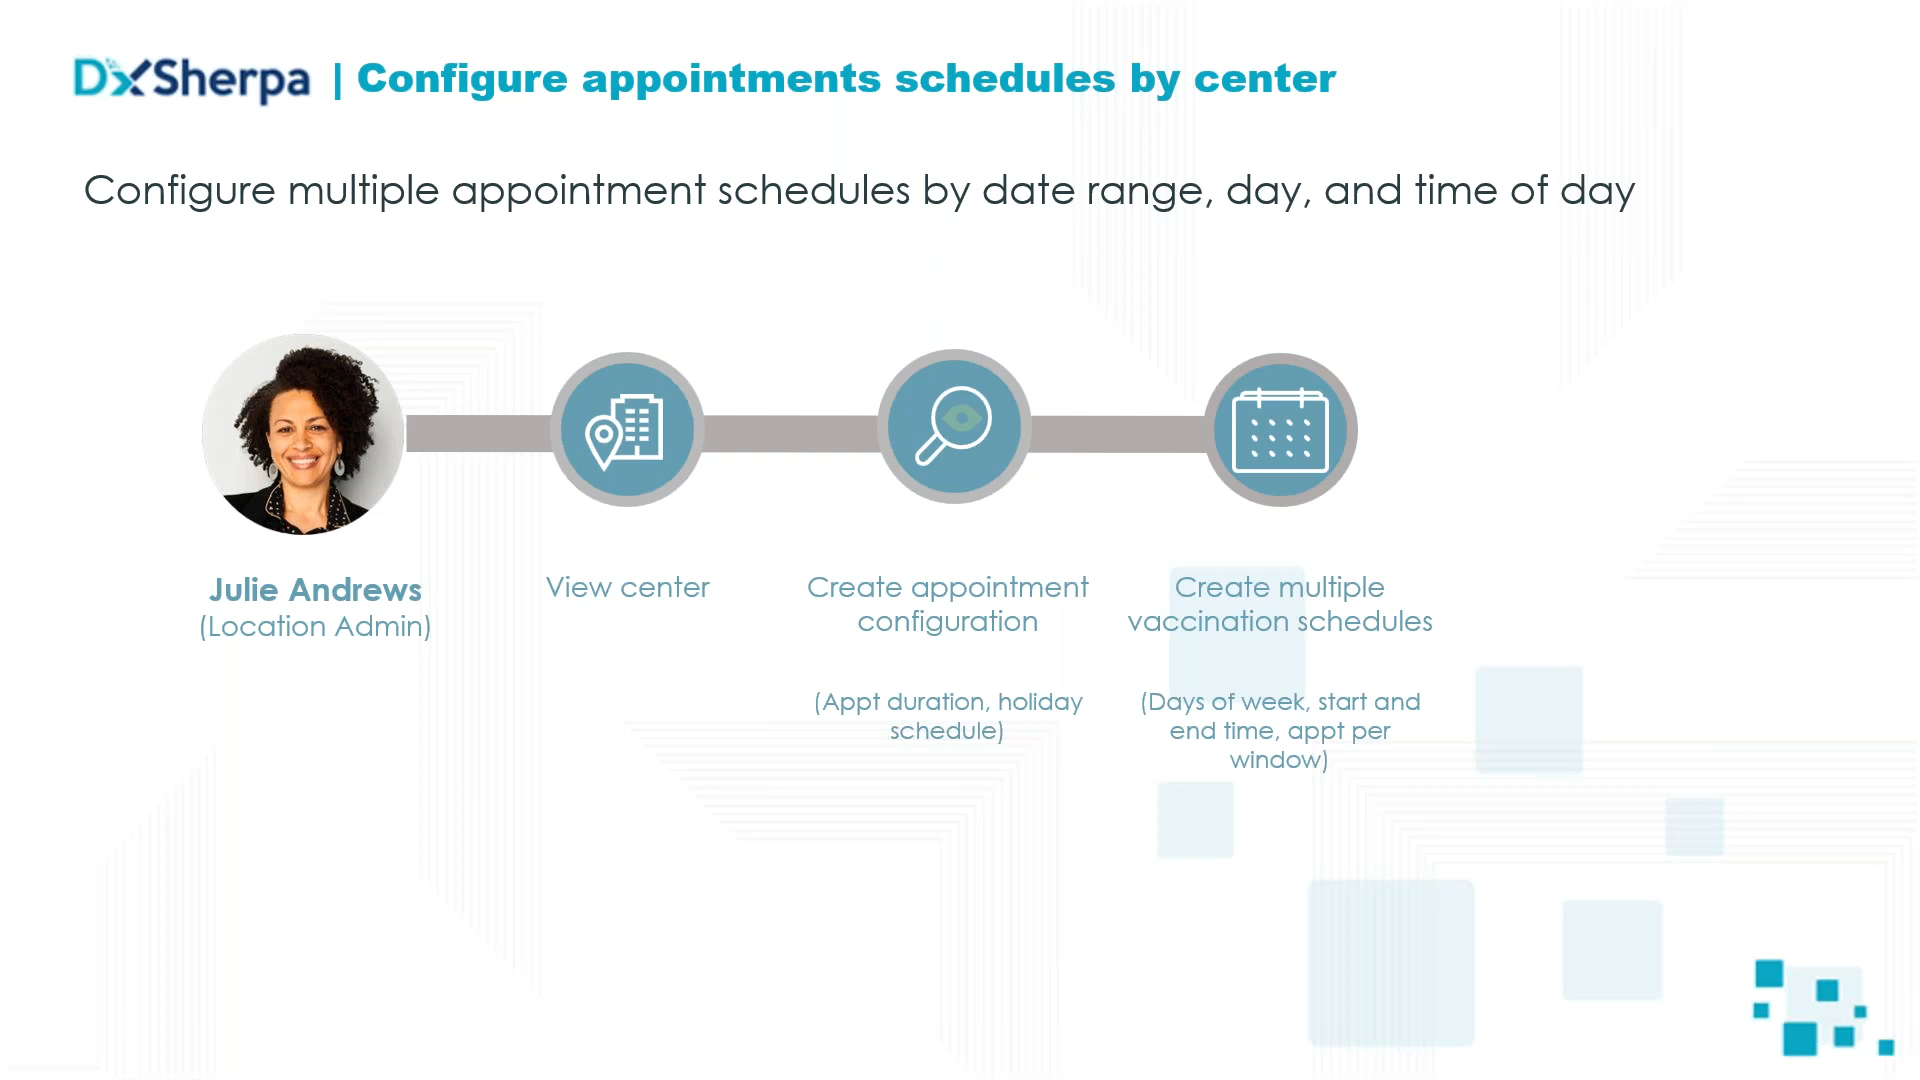 DxSherpa | Configure appointments schedules by center
Configure multiple appointment schedules by date range, day, and time of day
Julie Andrews
(Location Admin)
View center
Create appointment
configuration
(Appt duration, holiday
schedule)
Create multiple
vaccination schedules
(Days of week, start and
end time, appt per
window)